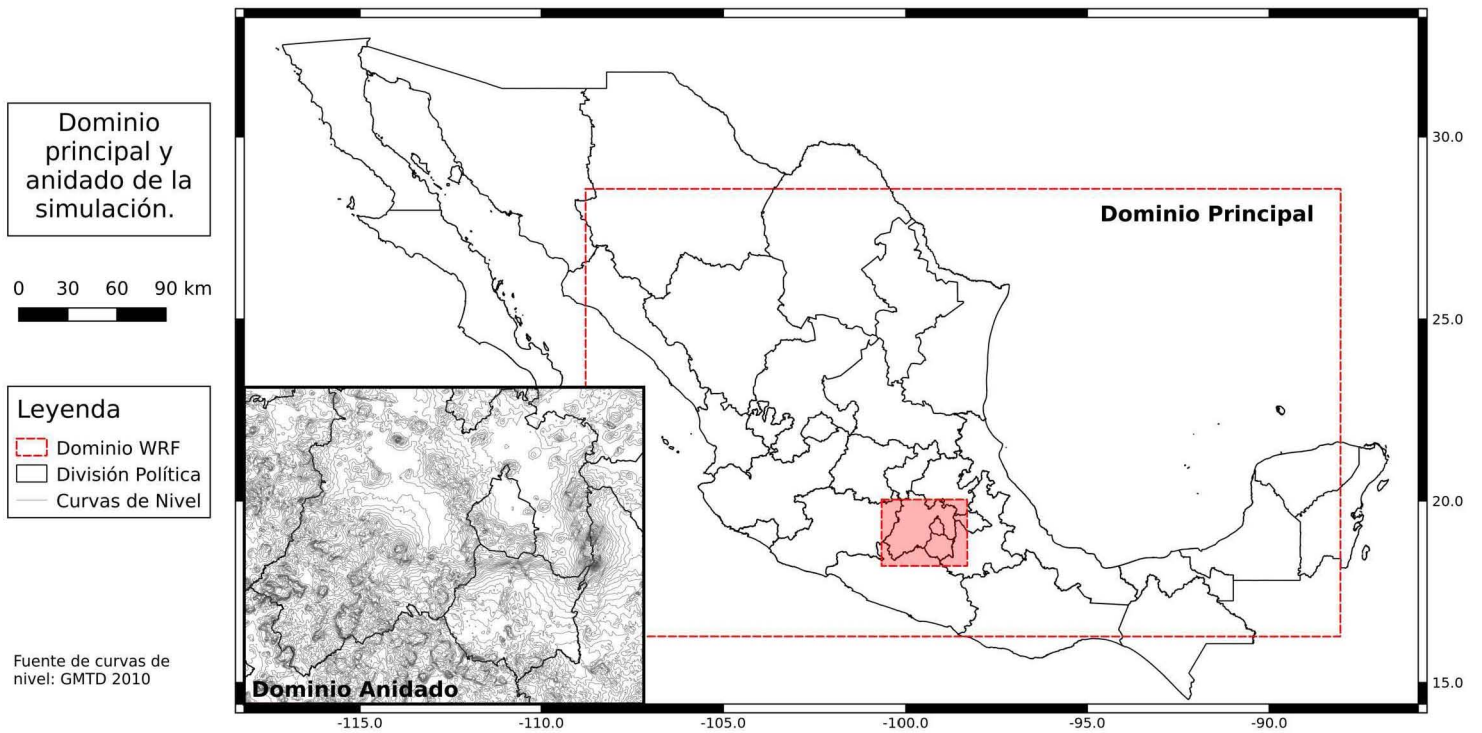 Dominio
principal y
anidado de la
simulación.
0 30 60 90 km
Leyenda
Dominio WRF
División Política
Curvas de Nivel
Fuente de curvas de
nivel: GMTD 2010
Dominio Principal
Dominio Anidado
30.0
25.0
20.0
15.0
-115.0 -110.0 -105.0 -100.0 -95.0 -90.0